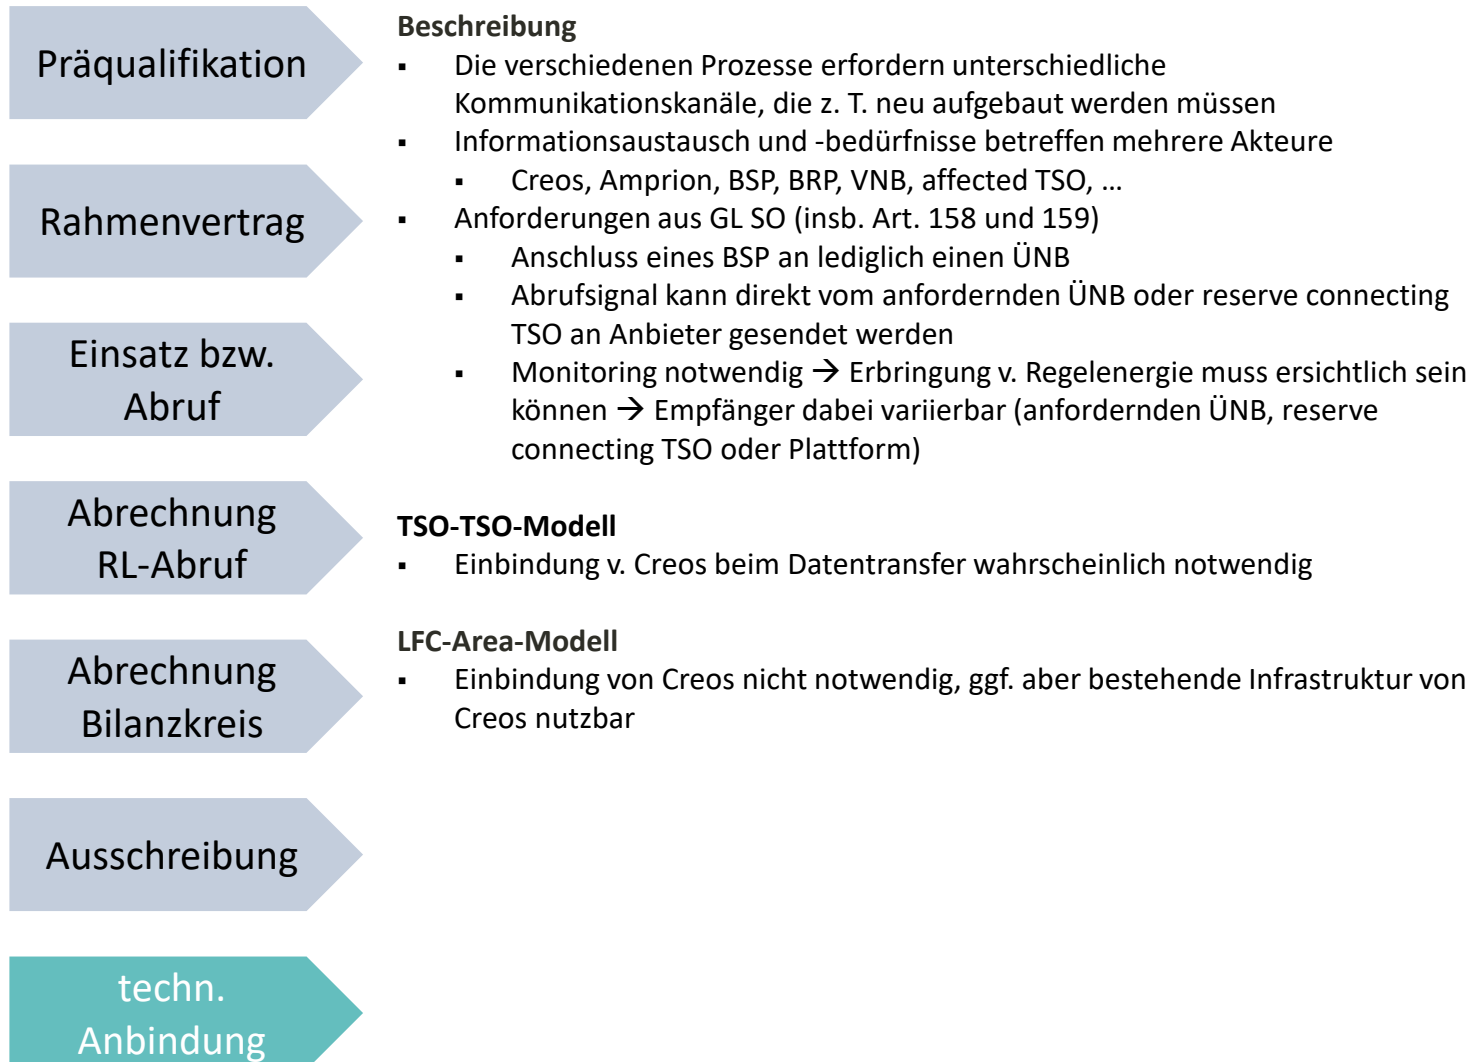 Präqualifikation
Rahmenvertrag
Einsatz bzw.
Abruf
Abrechnung
RL-Abruf
Abrechnung
Bilanzkreis
Ausschreibung
techn.
Anbindung
Beschreibung
▪ Die verschiedenen Prozesse erfordern unterschiedliche
Kommunikationskanäle, die z. T. neu aufgebaut werden müssen
▪ Informationsaustausch und -bedürfnisse betreffen mehrere Akteure
▪ Creos, Amprion, BSP, BRP, VNB, affected TSO, …
▪ Anforderungen aus GL SO (insb. Art. 158 und 159)
▪ Anschluss eines BSP an lediglich einen ÜNB
▪ Abrufsignal kann direkt vom anfordernden ÜNB oder reserve connecting
TSO an Anbieter gesendet werden
▪ Monitoring notwendig → Erbringung v. Regelenergie muss ersichtlich sein
können → Empfänger dabei variierbar (anfordernden ÜNB, reserve
connecting TSO oder Plattform)
TSO-TSO-Modell
▪ Einbindung v. Creos beim Datentransfer wahrscheinlich notwendig
LFC-Area-Modell
▪ Einbindung von Creos nicht notwendig, ggf. aber bestehende Infrastruktur von
Creos nutzbar